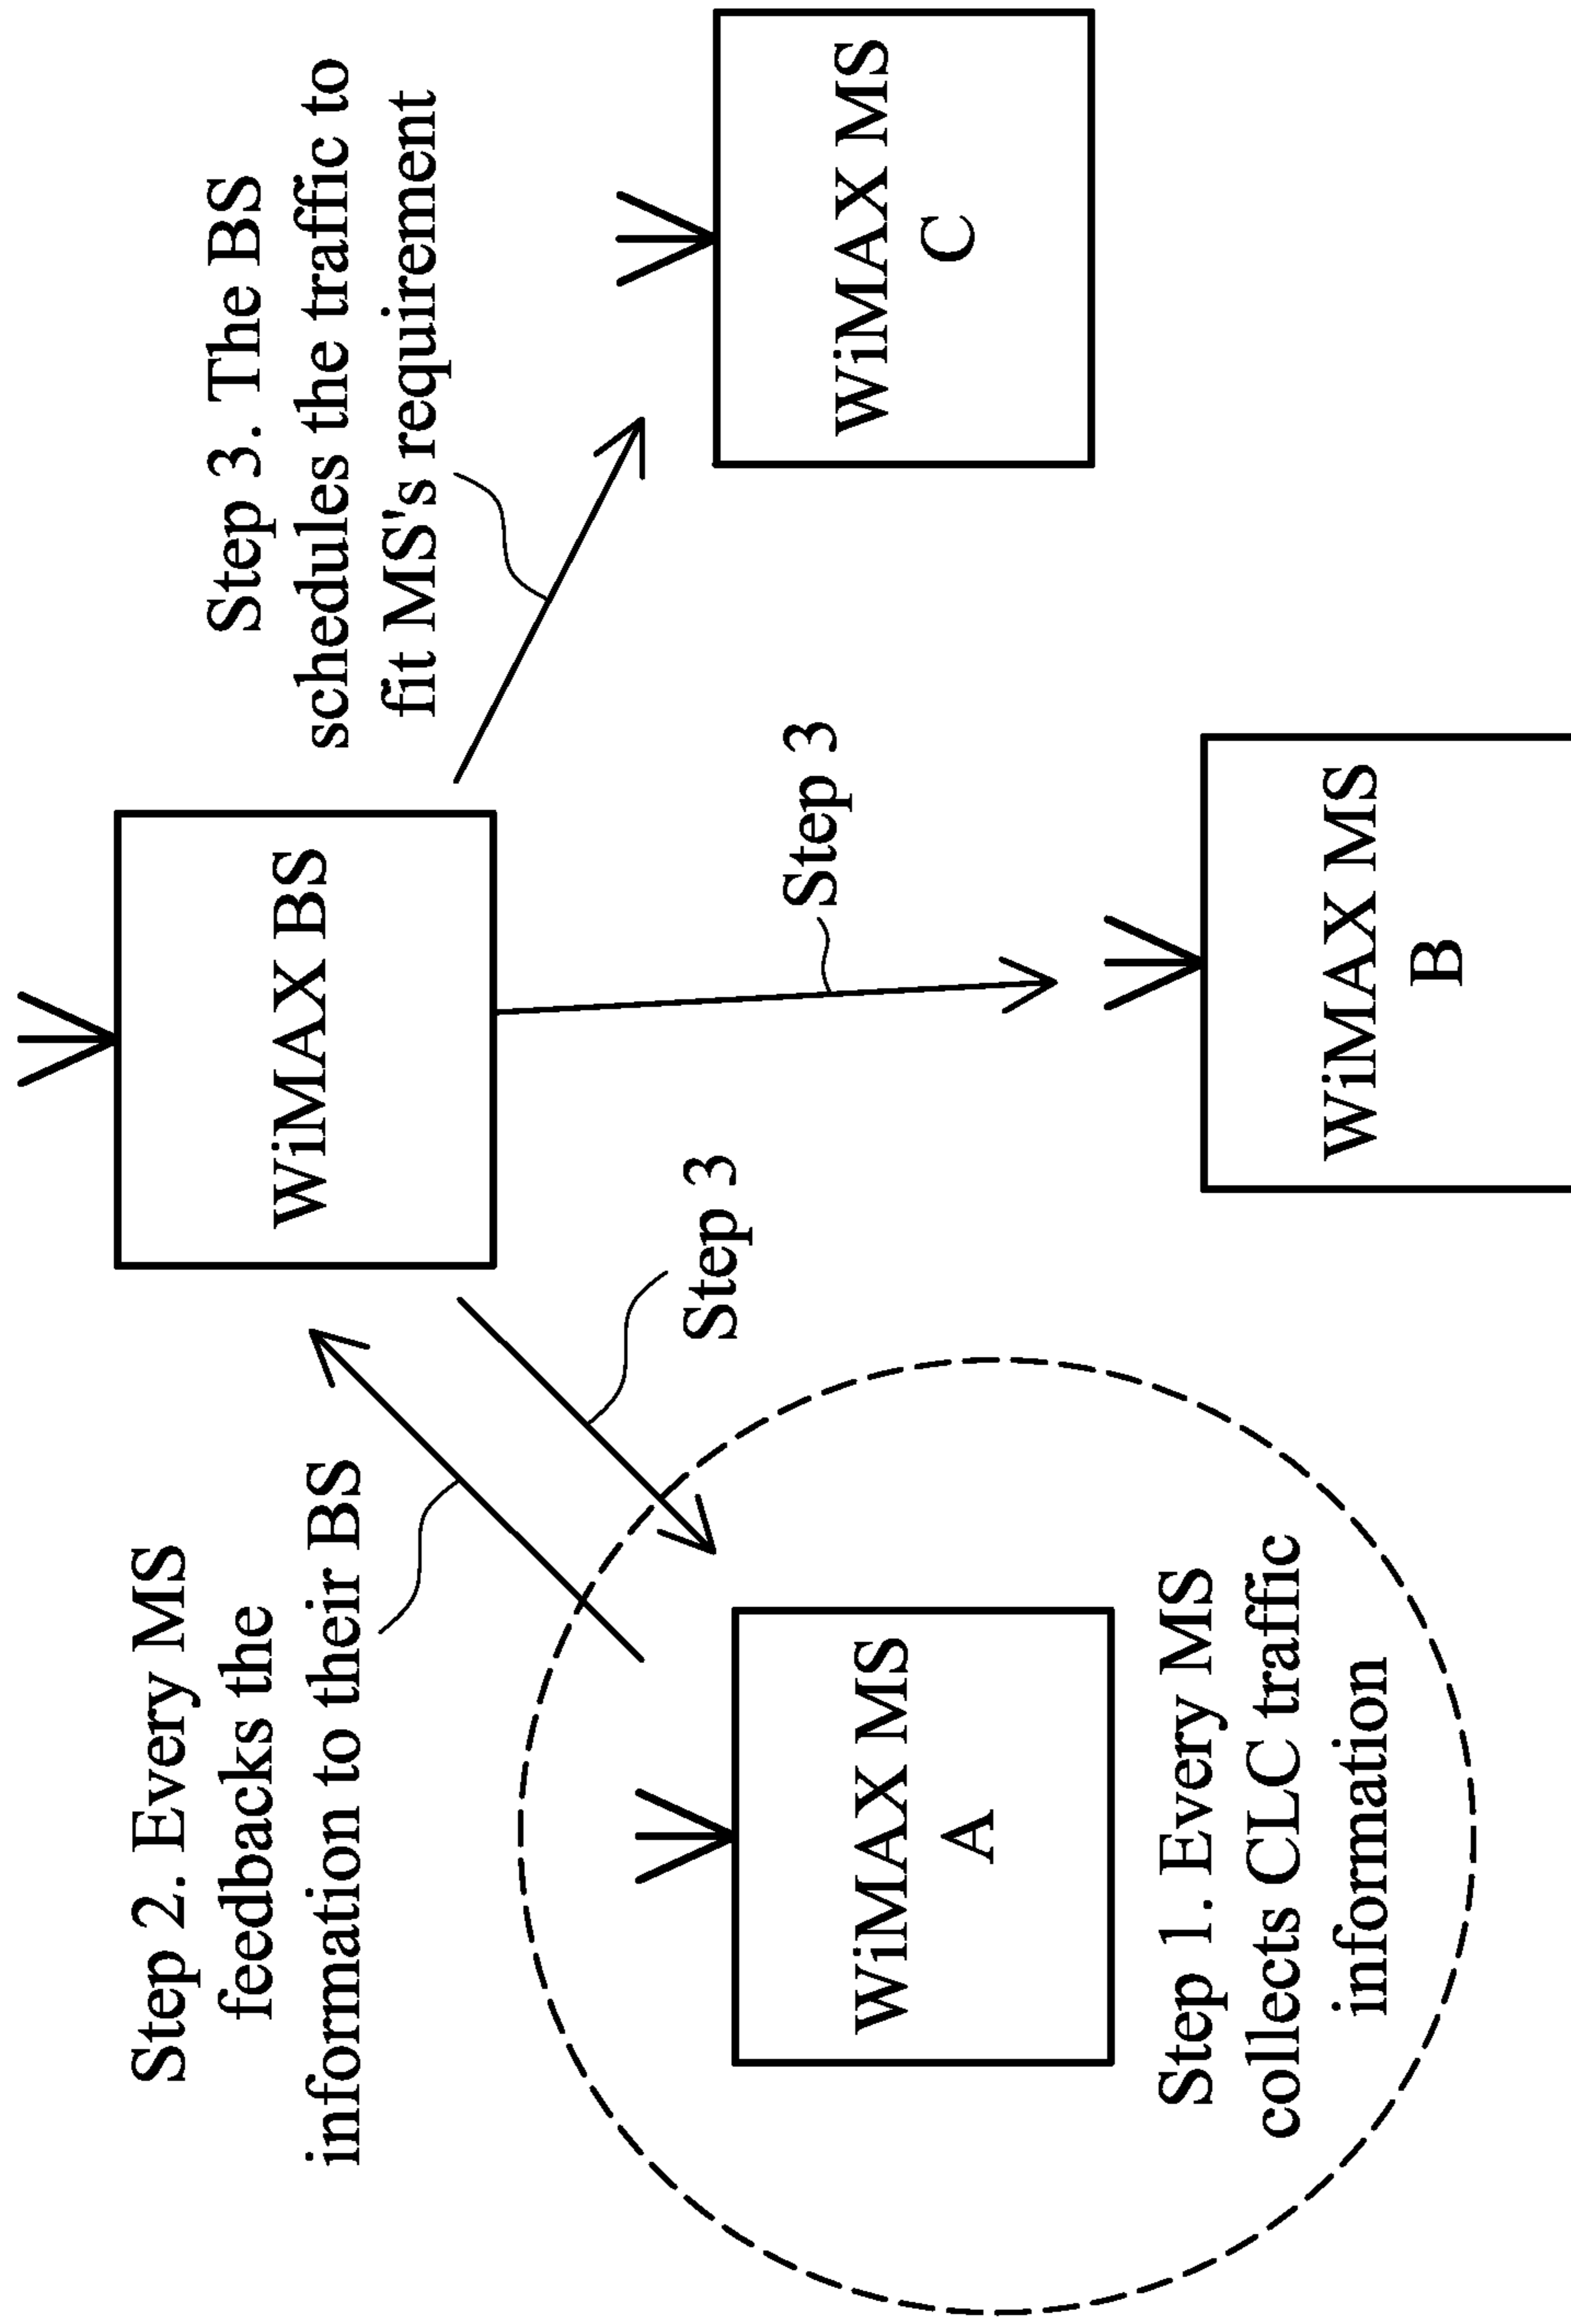 Step 2. Every MS
feedbacks the
information to their BS
WiMAX BS
Step 3. The BS
schedules the traffic to
fit MS's requirement
Step 3
Step 3
WiMAX MS
A
Step 1. Every MS
collects CLC traffic
information
WiMAX MS
B
WiMAX MS
C